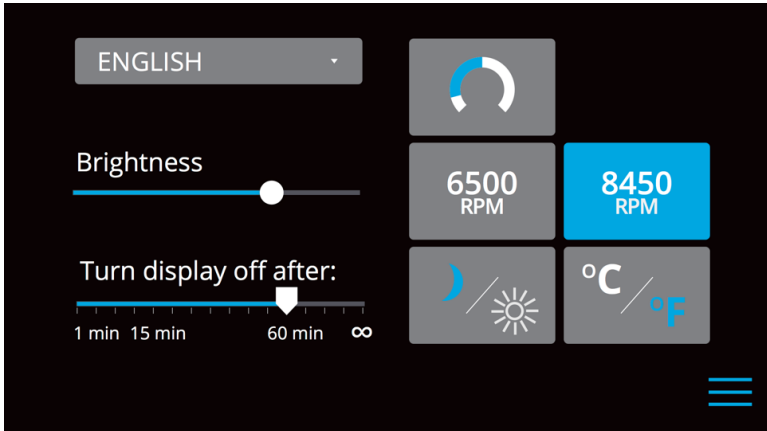 ENGLISH
Brightness
Turn display off after:
1 min 15 min 60 min ∞
6500
RPM
8450
RPM
°C
°F